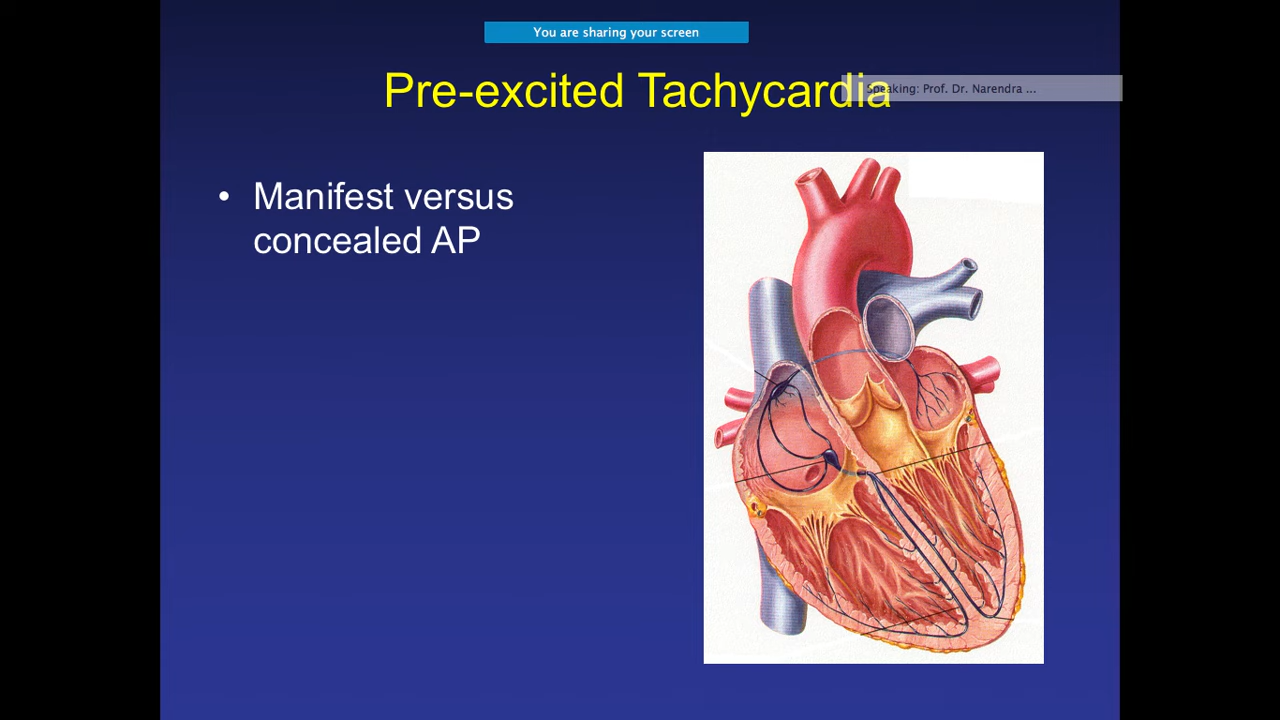 You are sharing your screen
Pre-excited Tachycardia
Speaking: Prof. Dr. Narendra ...
• Manifest versus
concealed AP